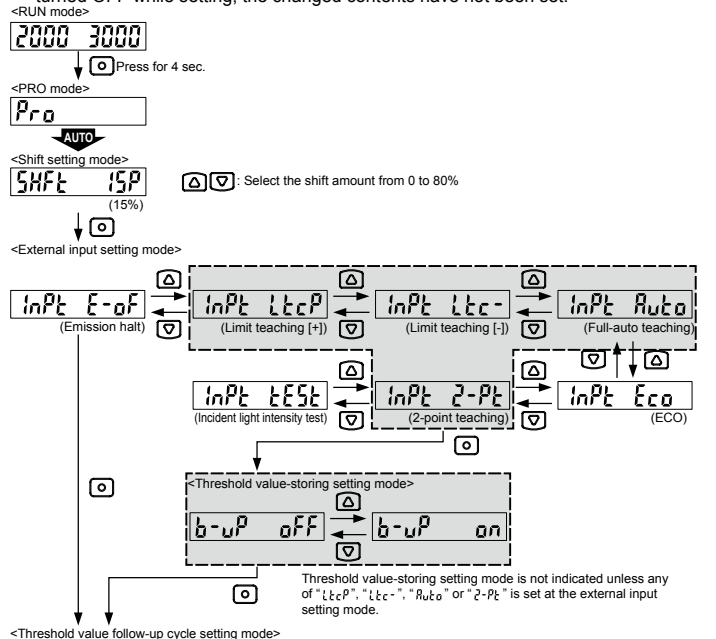 turned OFF while setting, the changed contents have not been set.
<RUN mode>
2000 3000
Press for 4 sec.
<PRO mode>
Pro
AUTO
<Shift setting mode>
SHFt 15P
: Select the shift amount from 0 to 80%
(15%)
<External input setting mode>
InPt E-oF
InPt LtcP
InPt Ltc-
InPt Auto
(Emission halt)
(Limit teaching [+])
(Limit teaching [-])
(Full-auto teaching)
InPt tESt
InPt 2-Pt
InPt Eco
(Incident light intensity test)
(2-point teaching)
(ECO)
<Threshold value-storing setting mode>
b-uP oFF
b-uP on
Threshold value-storing setting mode is not indicated unless any
of “LtcP”, “Ltc-”, “Auto” or “2-Pt” is set at the external input
setting mode.
<Threshold value follow-up cycle setting mode>